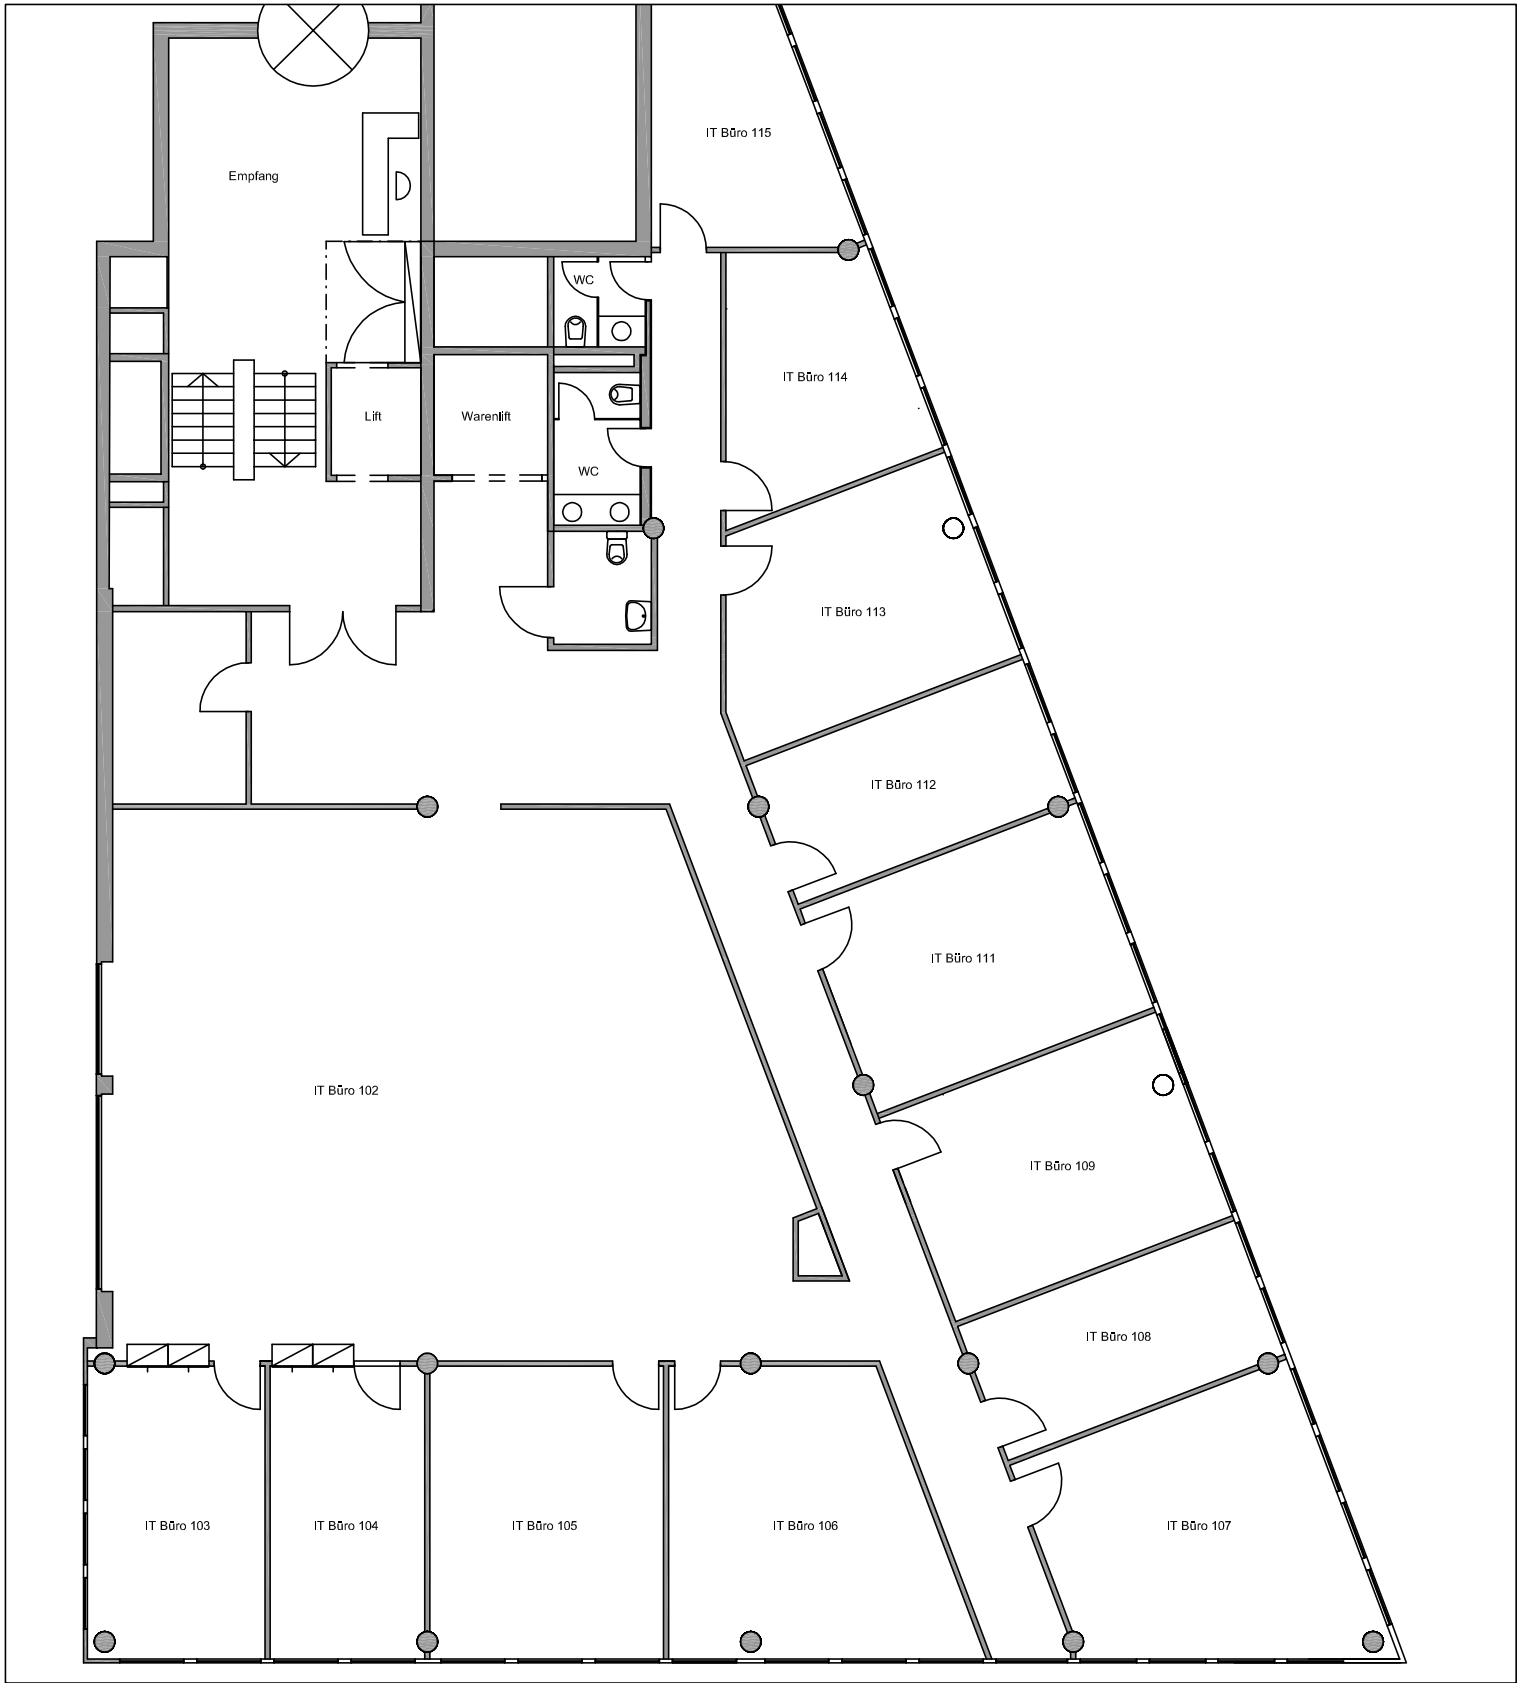 IT Büro 115
Empfang
WC
IT Büro 114
Lift
Warenlift
WC
IT Büro 113
IT Büro 112
IT Büro 111
IT Büro 102
IT Büro 109
IT Büro 108
IT Büro 103
IT Büro 104
IT Büro 105
IT Büro 106
IT Büro 107